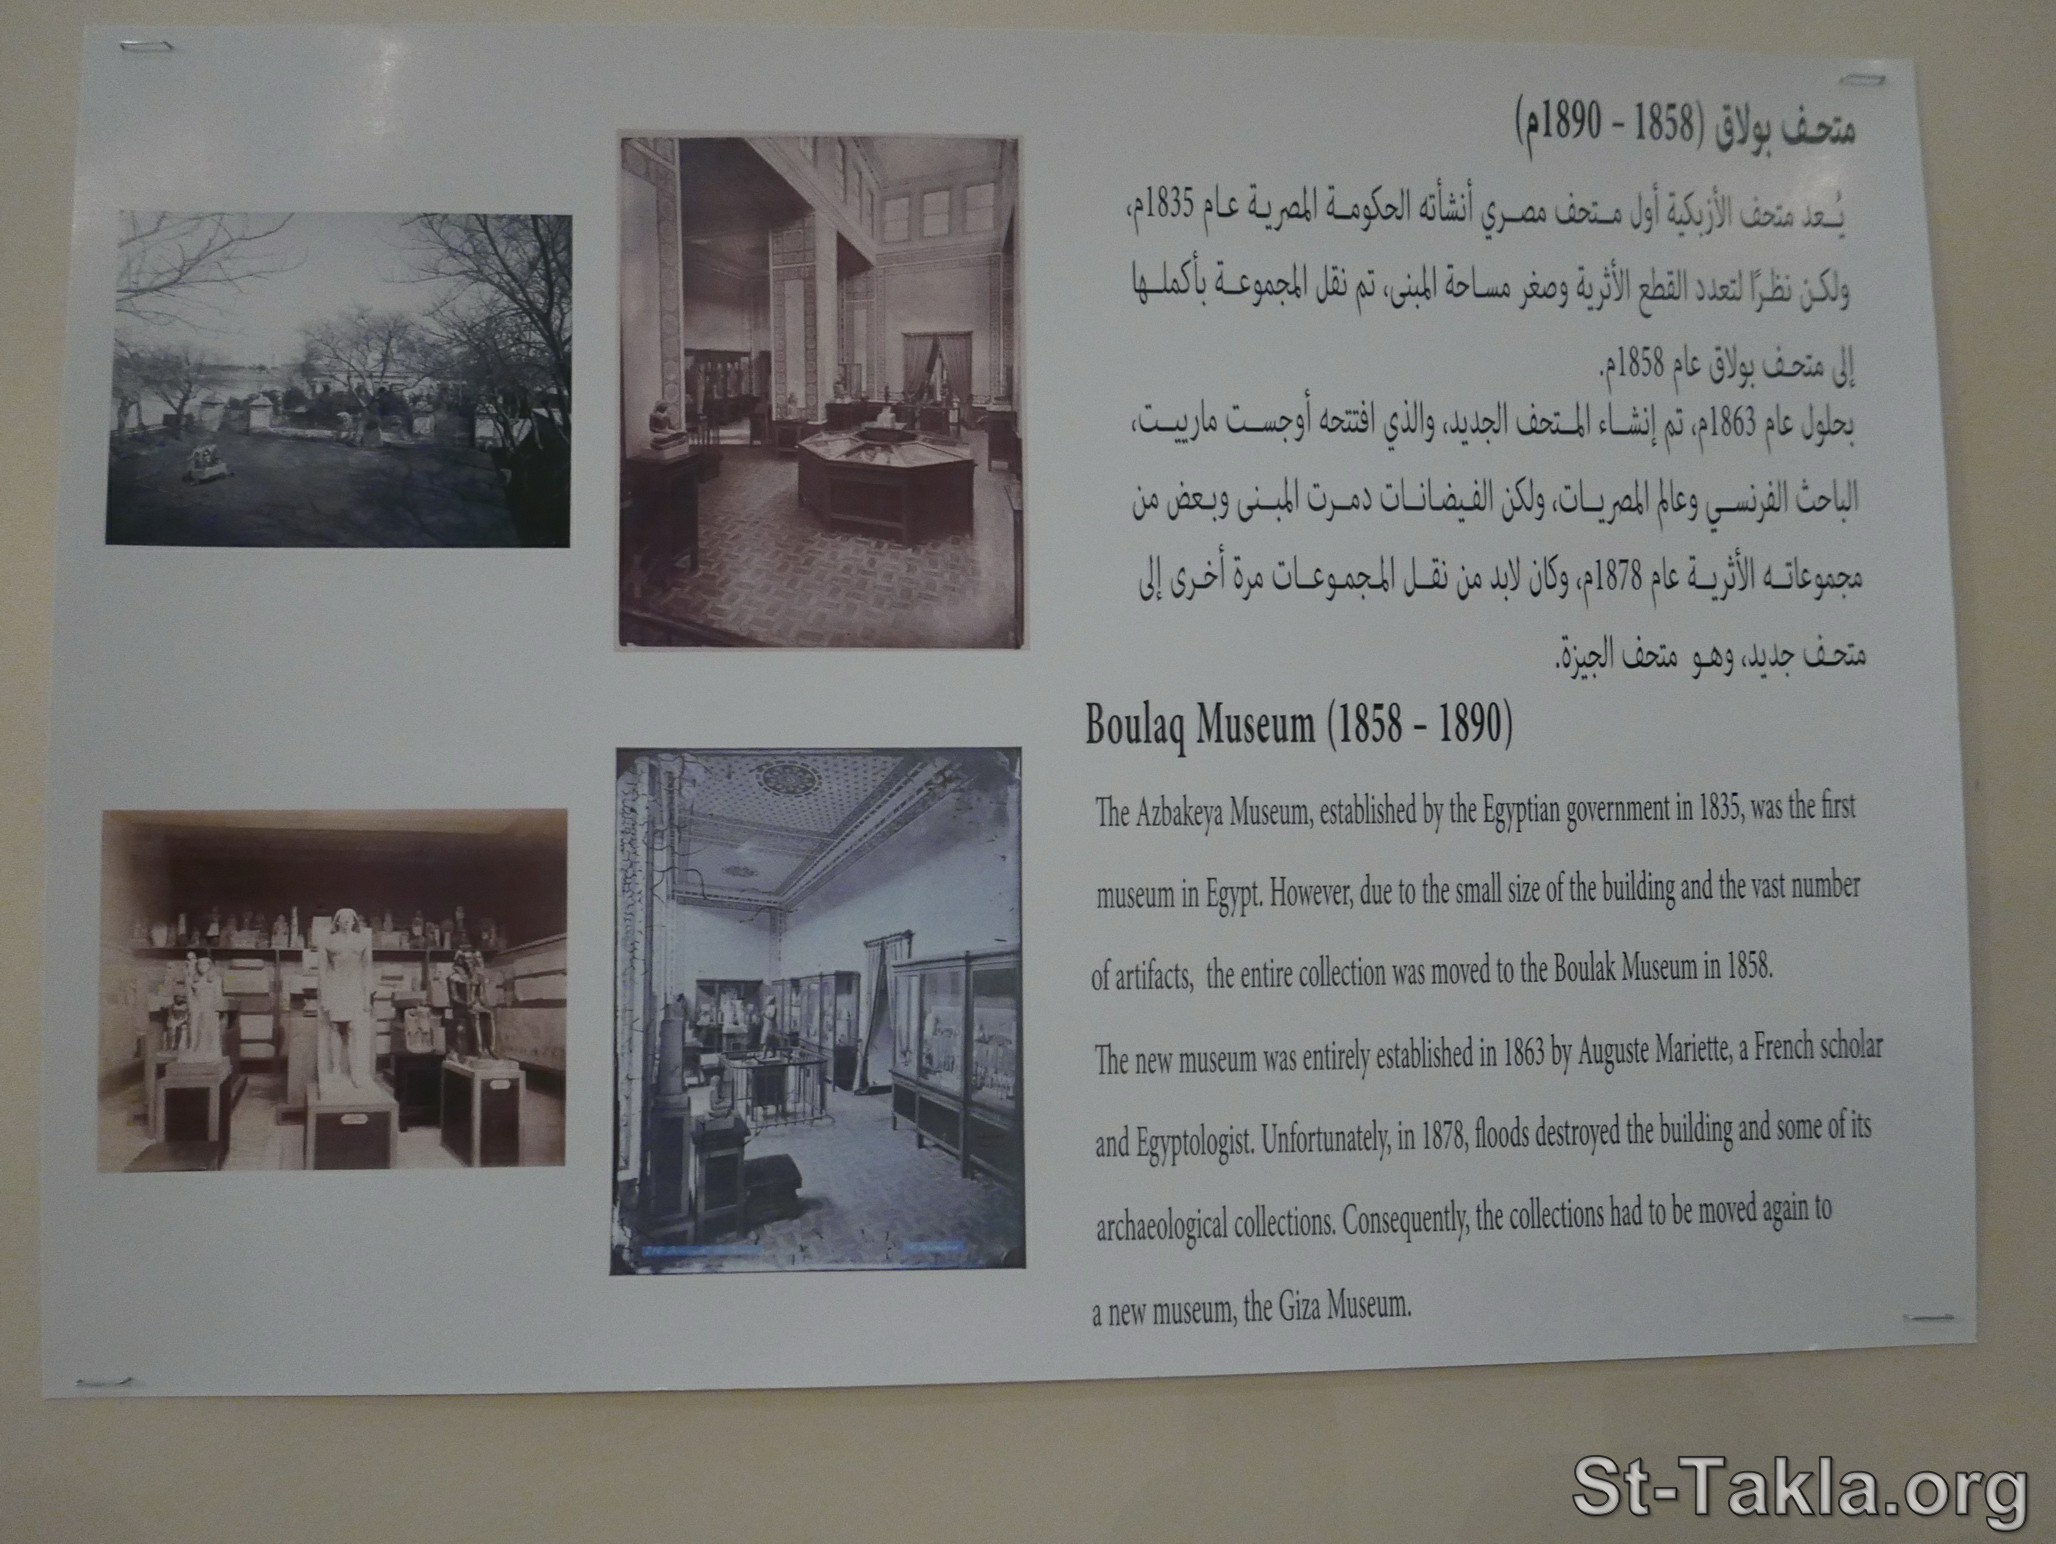 متحف بولاق (1858 – 1890م)
يُعد متحف الأزبكية أول متحف مصري أنشأته الحكومة المصرية عام 1835م،
ولكن نظرًا لتعدد القطع الأثرية وصغر مساحة المبنى، تم نقل المجموعة بأكملها
إلى متحف بولاق عام 1858م.
بحلول عام 1863م، تم إنشاء المتحف الجديد، والذي افتتحه أوجست مارييت،
الباحث الفرنسي وعالم المصريات، ولكن الفيضانات دمرت المبنى وبعض من
مجموعاته الأثرية عام 1878م، وكان لابد من نقل المجموعات مرة أخرى إلى
متحف جديد، وهو متحف الجيزة.
Boulaq Museum (1858 – 1890)
The Azbakeya Museum, established by the Egyptian government in 1835, was the first
museum in Egypt. However, due to the small size of the building and the vast number
of artifacts, the entire collection was moved to the Boulak Museum in 1858.
The new museum was entirely established in 1863 by Auguste Mariette, a French scholar
and Egyptologist. Unfortunately, in 1878, floods destroyed the building and some of its
archaeological collections. Consequently, the collections had to be moved again to
a new museum, the Giza Museum.
St-Takla.org